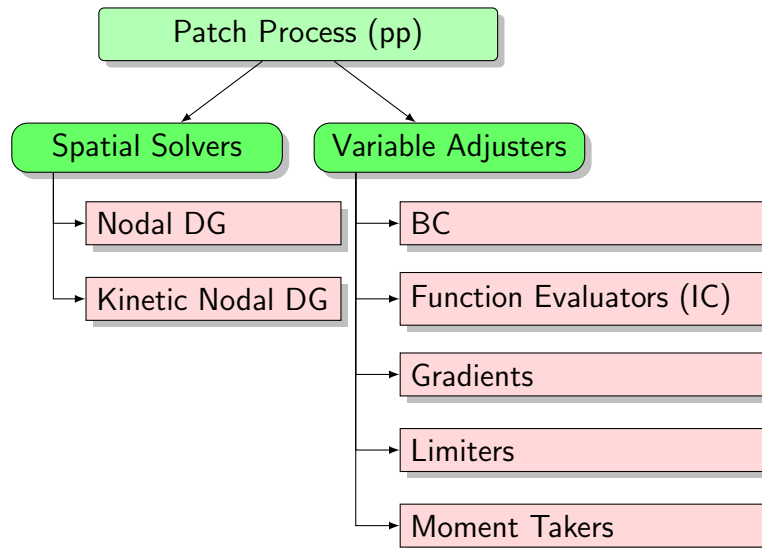 Patch Process (pp)
Spatial Solvers
Variable Adjusters
Nodal DG
BC
Kinetic Nodal DG
Function Evaluators (IC)
Gradients
Limiters
Moment Takers